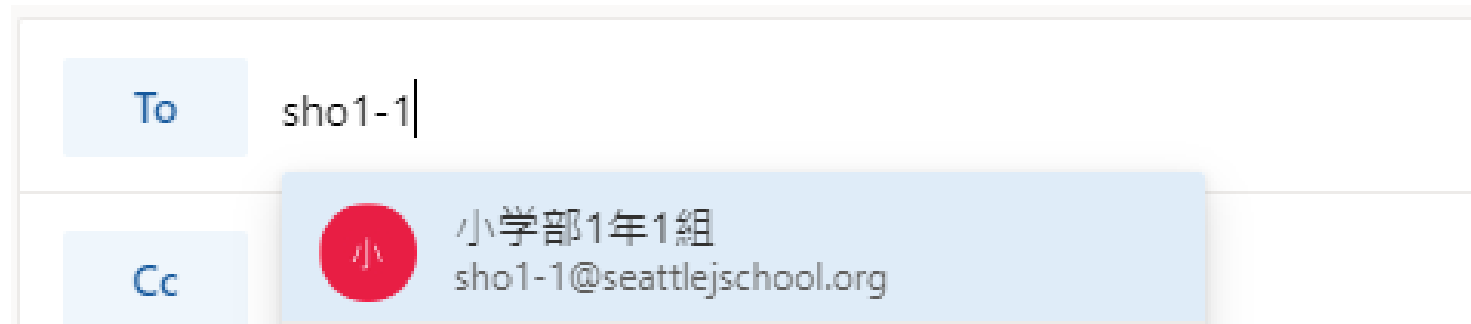 To
sho1-1
小
小学部1年1組
sho1-1@seattlejschool.org
Cc